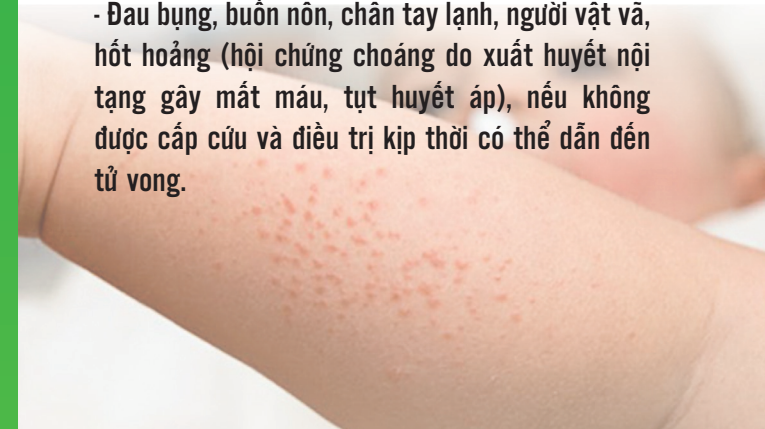 - Đau bụng, buồn nôn, chân tay lạnh, người vật vã,
hốt hoảng (hội chứng choáng do xuất huyết nội
tạng gây mất máu, tụt huyết áp), nếu không
được cấp cứu và điều trị kịp thời có thể dẫn đến
tử vong.